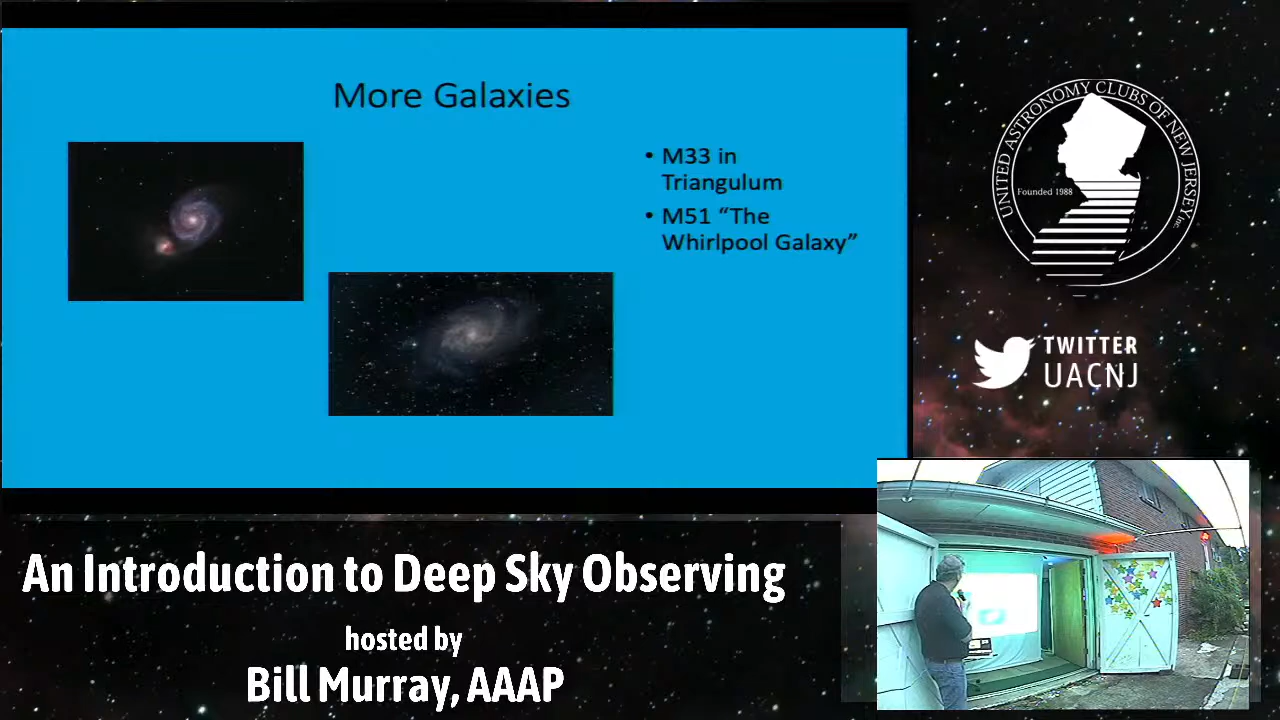 More Galaxies
• M33 in
Triangulum
• M51 “The
Whirlpool Galaxy”
UNITED ASTRONOMY CLUBS OF NEW JERSEY, Inc.
Founded 1988
TWITTER
UACNJ
An Introduction to Deep Sky Observing
hosted by
Bill Murray, AAAP